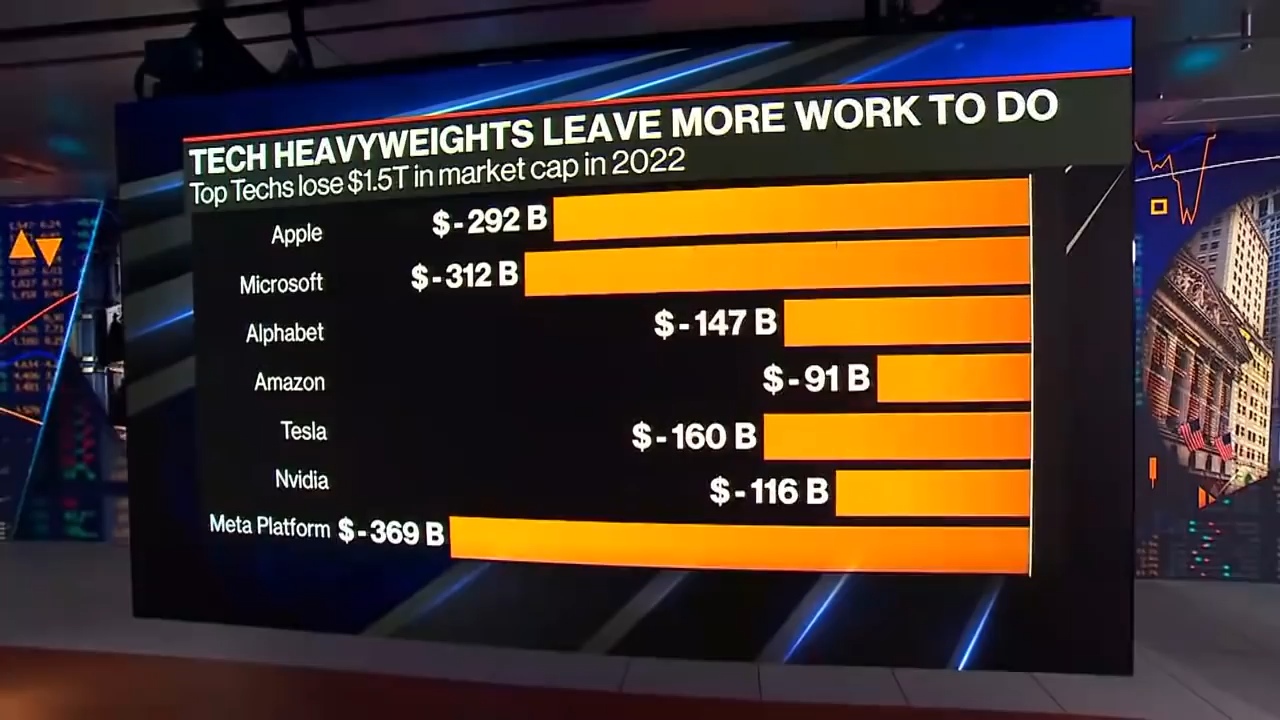 TECH HEAVYWEIGHTS LEAVE MORE WORK TO DO
Top Techs lose $1.5T in market cap in 2022
Apple $-292 B
Microsoft $-312 B
Alphabet $-147 B
Amazon $-91 B
Tesla $-160 B
Nvidia $-116 B
Meta Platform $-369 B